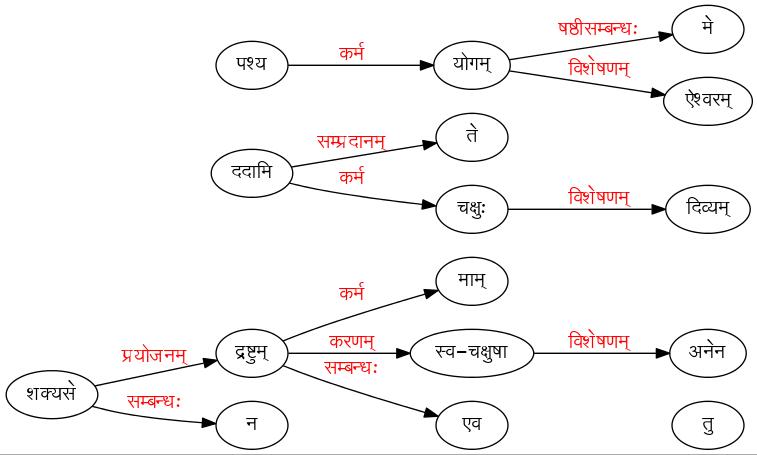 षष्ठीसम्बन्धः मे
पश्य कर्म योगम् विशेषणम्
ऐश्वरम्
सम्प्रदानम् ते
ददामि कर्म
चक्षुः विशेषणम् दिव्यम्
कर्म माम्
प्रयोजनम् द्रष्टुम् करणम् स्व-चक्षुषा विशेषणम् अनेन
शक्यसे सम्बन्धः
सम्बन्धः न एव तु